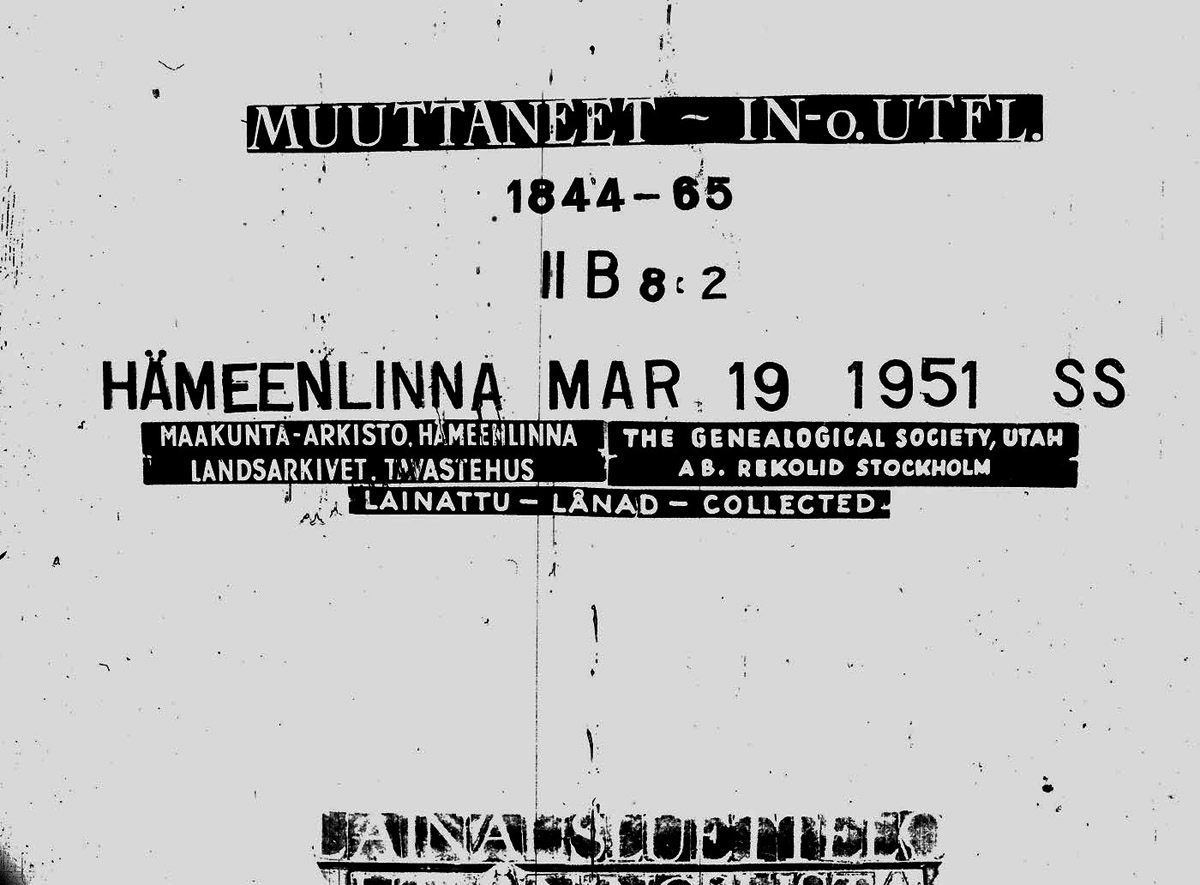 MUUTTANEET ~ IN-o.UTFL.
1844-65
II B 8:2
HÄMEENLINNA MAR 19 1951 SS
MAAKUNTA-ARKISTO, HÄMEENLINNA
LANDSARKIVET, TAVASTEHUS
THE GENEALOGICAL SOCIETY, UTAH
AB. REKOLID STOCKHOLM
LAINATTU - LÅNAD - COLLECTED